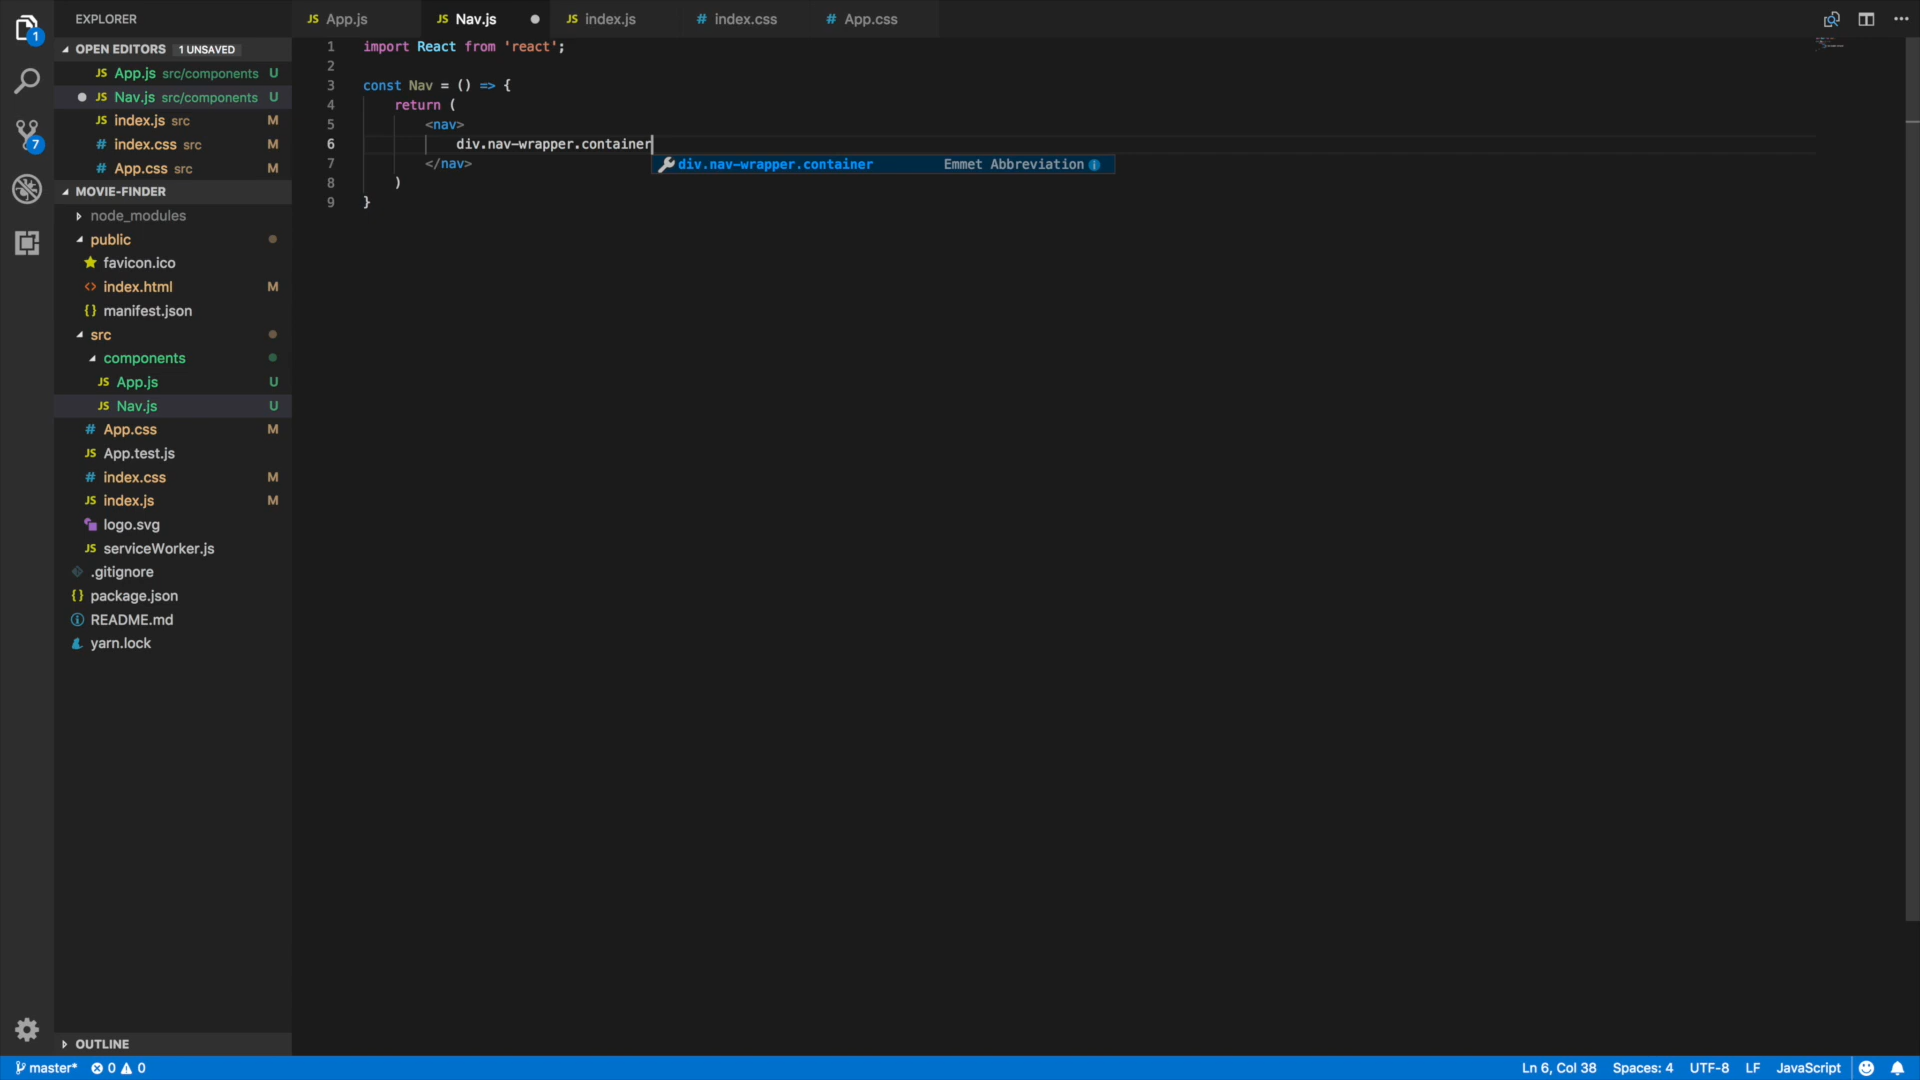 EXPLORER
OPEN EDITORS 1 UNSAVED
JS App.js src/components U
JS Nav.js src/components U
JS index.js src M
# index.css src M
# App.css src M
MOVIE-FINDER
node_modules
public
favicon.ico
<> index.html M
manifest.json
{} manifest.json
src
components
JS App.js U
JS Nav.js U
# App.css M
JS App.test.js
# index.css M
JS index.js M
logo.svg
JS serviceWorker.js
.gitignore
{} package.json
README.md
yarn.lock
OUTLINE
1
7
JS App.js
JS Nav.js
JS index.js
# index.css
# App.css
1 import React from 'react';
2
3 const Nav = () => {
4 return (
5 <nav>
6 div.nav-wrapper.container
div.nav-wrapper.container Emmet Abbreviation
7 </nav>
8 )
9 }
master* 0 0
Ln 6, Col 38 Spaces: 4 UTF-8 LF JavaScript